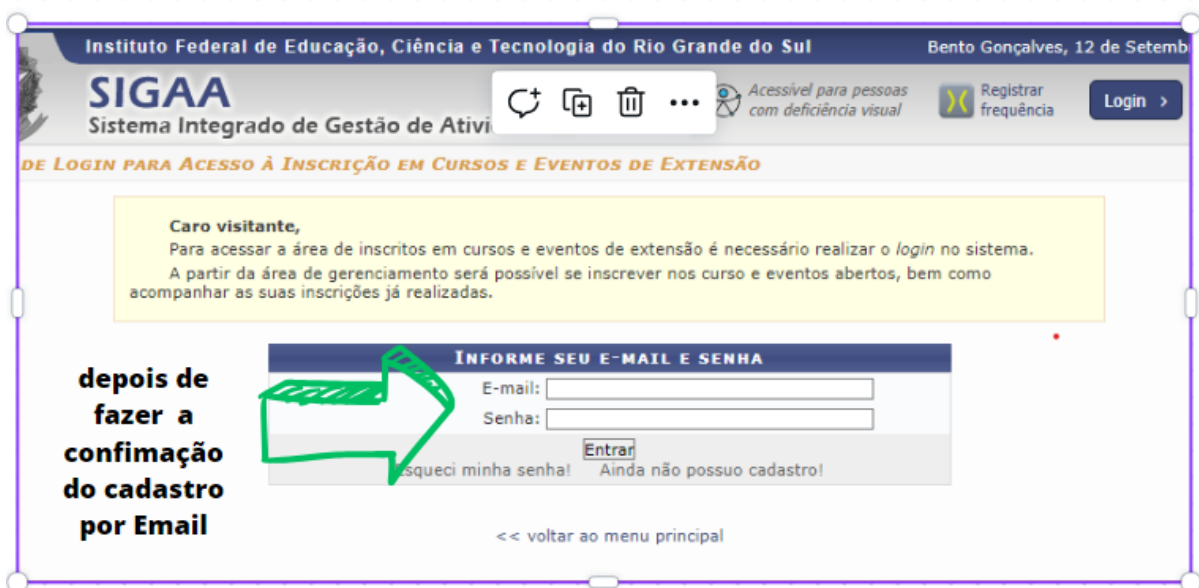 Instituto Federal de Educação, Ciência e Tecnologia do Rio Grande do Sul
Bento Gonçalves, 12 de Setemb
SIGAA
Sistema Integrado de Gestão de Ativi
Acessível para pessoas
com deficiência visual
Registrar
frequência
Login >
DE LOGIN PARA ACESSO À INSCRIÇÃO EM CURSOS E EVENTOS DE EXTENSÃO
Caro visitante,
Para acessar a área de inscritos em cursos e eventos de extensão é necessário realizar o login no sistema.
A partir da área de gerenciamento será possível se inscrever nos curso e eventos abertos, bem como
acompanhar as suas inscrições já realizadas.
INFORME SEU E-MAIL E SENHA
E-mail:
Senha:
Entrar
Esqueci minha senha! Ainda não possuo cadastro!
<< voltar ao menu principal
depois de
fazer a
confimação
do cadastro
por Email